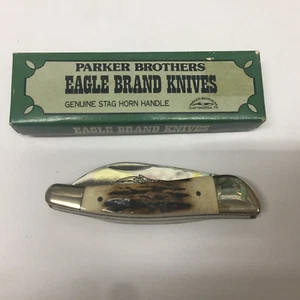 PARKER BROTHERS
EAGLE BRAND KNIVES
GENUINE STAG HORN HANDLE
EAGLE BRAND KNIVES